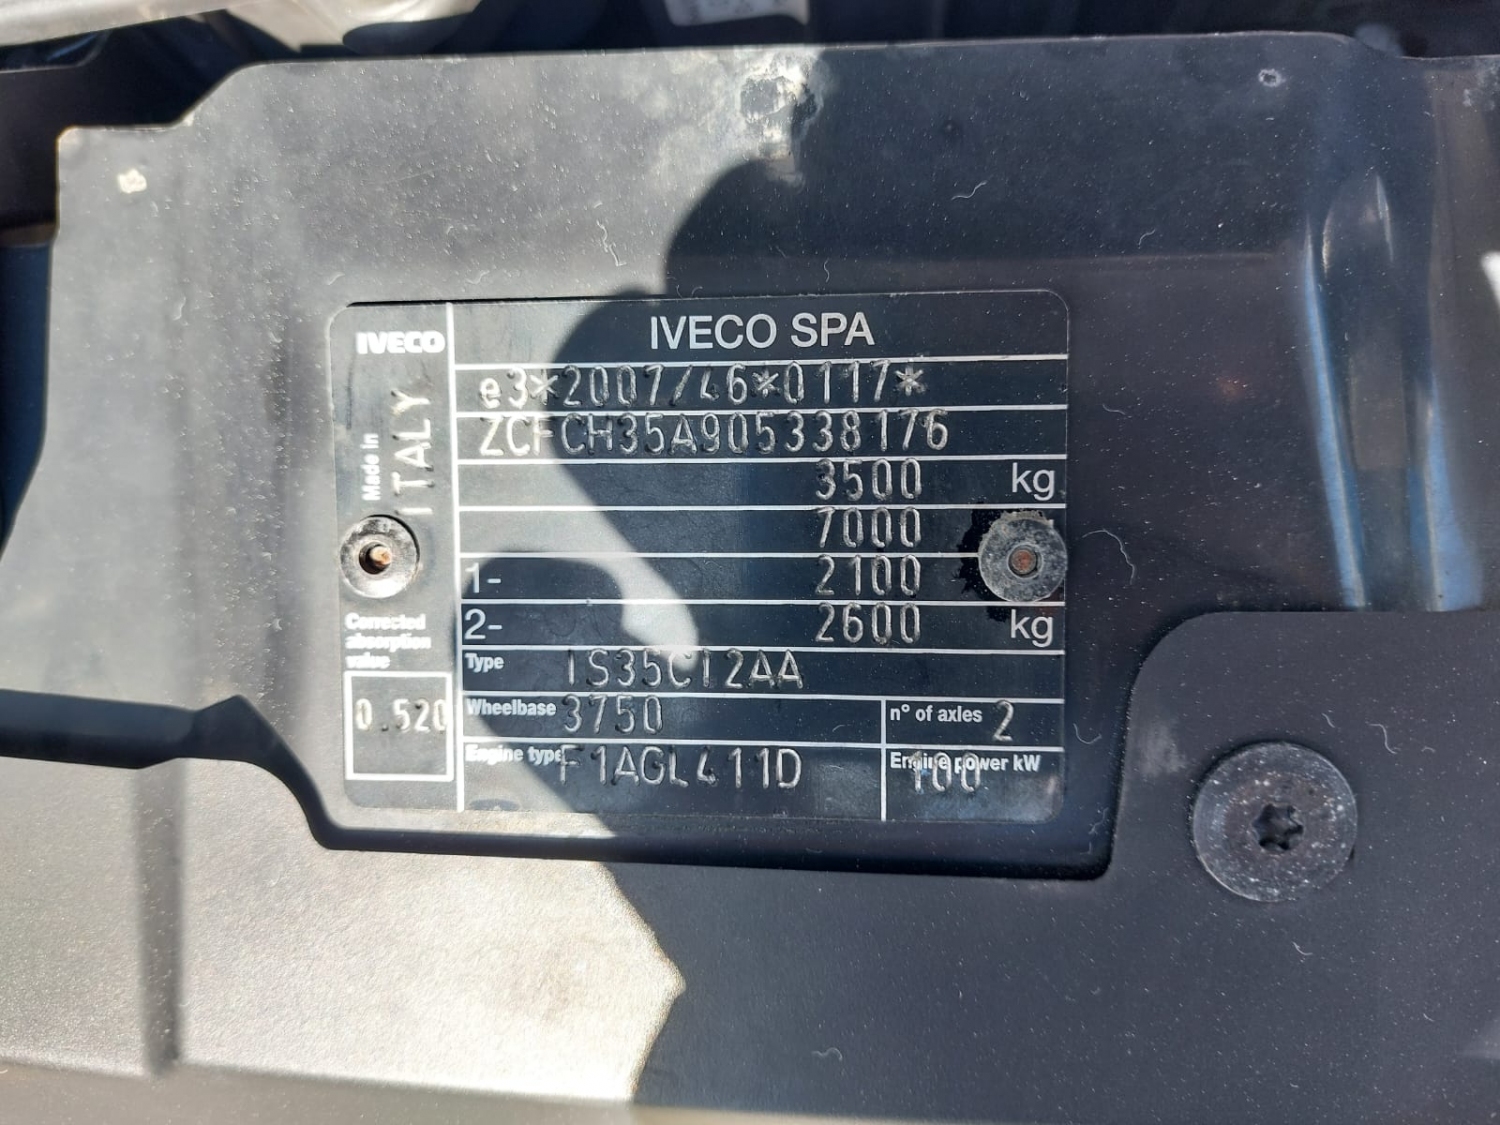 IVECO
Made in
ITALY
Corrected
absorption
value
0.520
IVECO SPA
e3*2007/46*0117*
ZCFCH35A905338176
3500 kg
7000
1- 2100
2- 2600 kg
Type IS35CI2AA
Wheelbase 3750
n° of axles 2
Engine type F1AGL411D
Engine power kW 100